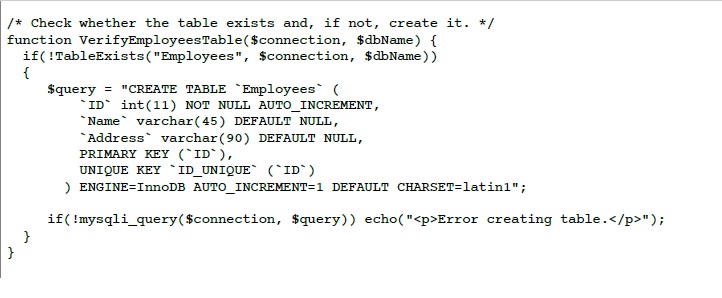 /* Check whether the table exists and, if not, create it. */
function VerifyEmployeesTable($connection, $dbName) {
  if(!TableExists("Employees", $connection, $dbName))
  {
     $query = "CREATE TABLE `Employees` (
         `ID` int(11) NOT NULL AUTO_INCREMENT,
         `Name` varchar(45) DEFAULT NULL,
         `Address` varchar(90) DEFAULT NULL,
         PRIMARY KEY (`ID`),
         UNIQUE KEY `ID_UNIQUE` (`ID`)
       ) ENGINE=InnoDB AUTO_INCREMENT=1 DEFAULT CHARSET=latin1";
     if(!mysqli_query($connection, $query)) echo("<p>Error creating table.</p>");
  }
}